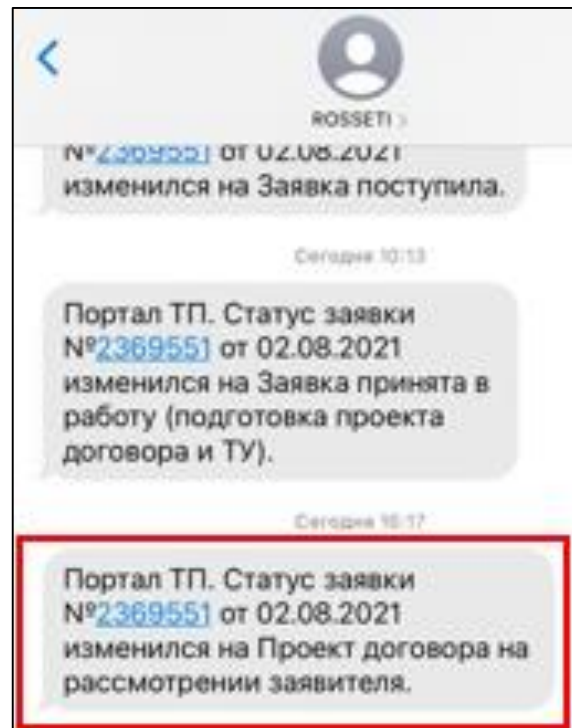 ROSSETI >
№2369551 от 02.08.2021
изменился на Заявка поступила.
Сегодня 10:13
Портал ТП. Статус заявки
№2369551 от 02.08.2021
изменился на Заявка принята в
работу (подготовка проекта
договора и ТУ).
Сегодня
Портал ТП. Статус заявки
№2369551 от 02.08.2021
изменился на Проект договора на
рассмотрении заявителя.